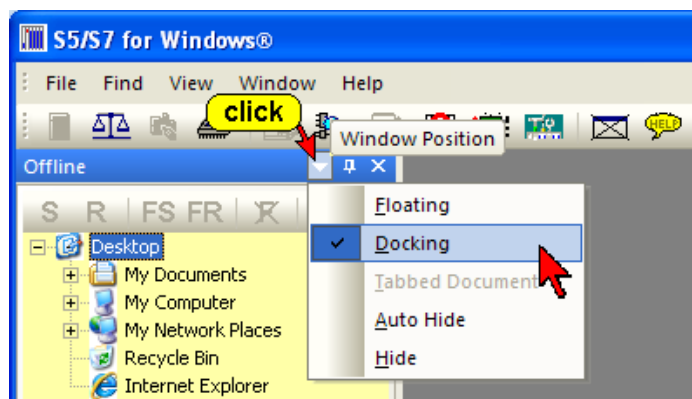 S5/S7 for Windows®
File Find View Window Help
click
Window Position
HELP
Offline
S R FS FR
Floating
Desktop
Docking
My Documents
Tabbed Document
My Computer
Auto Hide
My Network Places
Hide
Recycle Bin
Internet Explorer